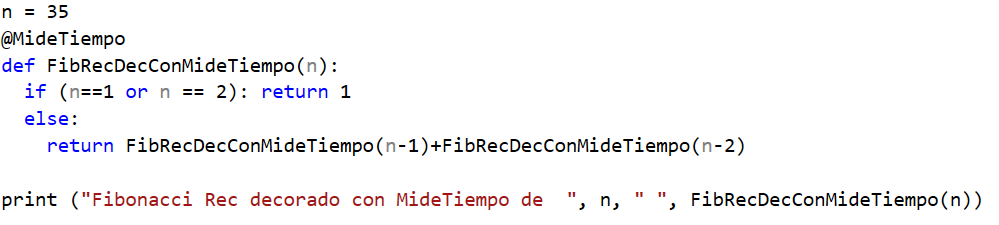 n = 35
@MideTiempo
def FibRecDecConMideTiempo(n):
  if (n==1 or n == 2): return 1
  else:
    return FibRecDecConMideTiempo(n-1)+FibRecDecConMideTiempo(n-2)

print ("Fibonacci Rec decorado con MideTiempo de  ", n, " ", FibRecDecConMideTiempo(n))